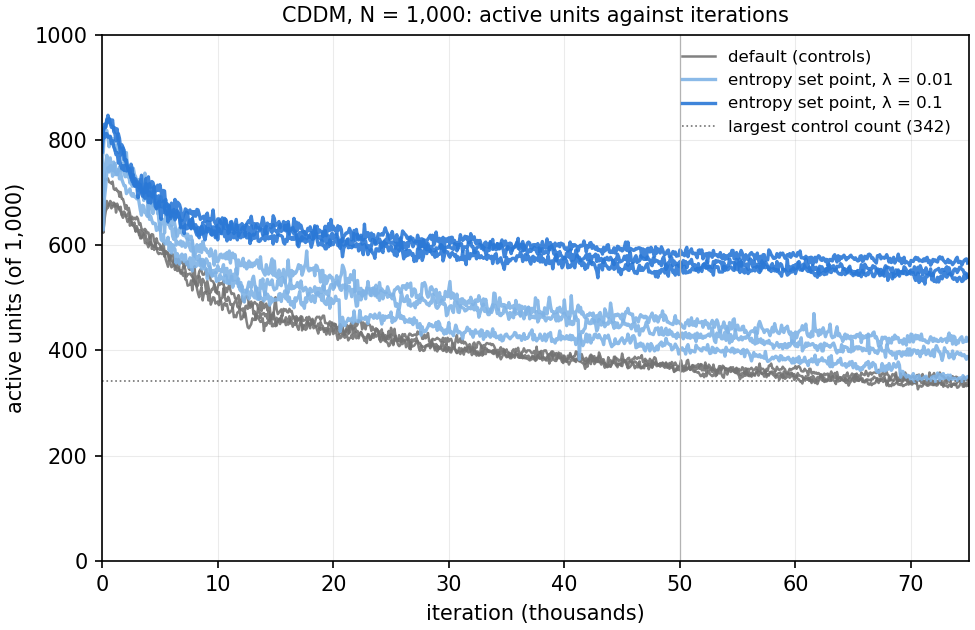 CDDM, N = 1,000: active units against iterations
default (controls)
entropy set point, λ = 0.01
entropy set point, λ = 0.1
largest control count (342)
active units (of 1,000)
1000
800
600
400
200
0
0 10 20 30 40 50 60 70
iteration (thousands)